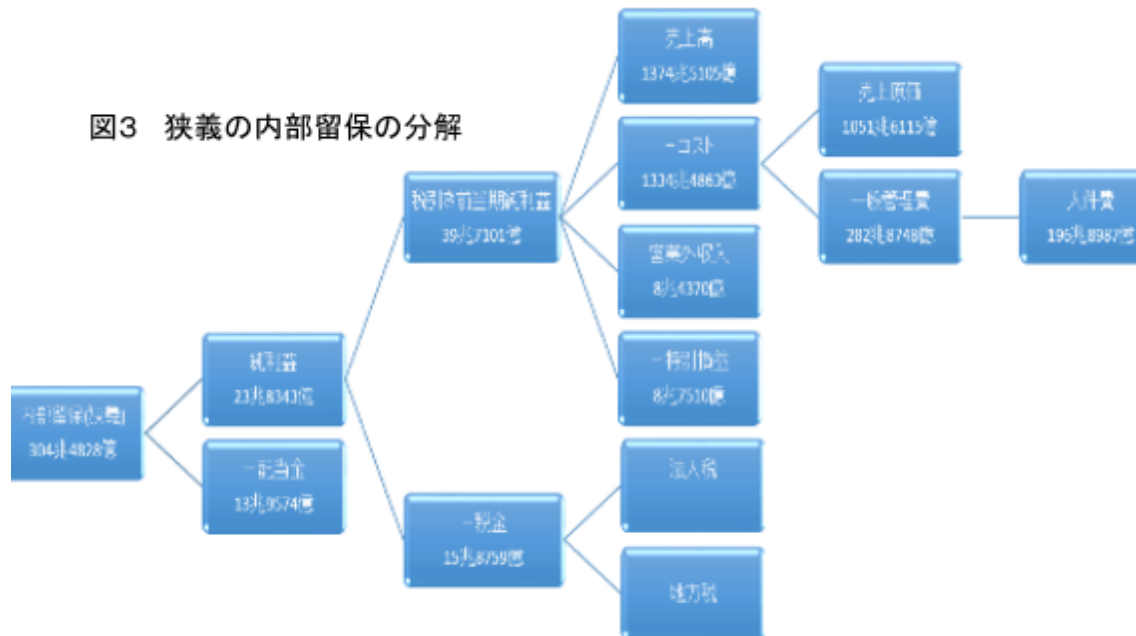 図3 狭義の内部留保の分解
売上高
1374兆5105億
売上原価
1051兆6115億
-コスト
1334兆4863億
税引き前当期純利益
39兆7101億
一般管理費
282兆8748億
人件費
196兆8987億
営業外収入
8兆4370億
-特別損益
8兆7510億
純利益
23兆8343億
内部留保(狭義)
304兆4828億
-配当金
13兆9574億
-税金
15兆8759億
法人税
地方税